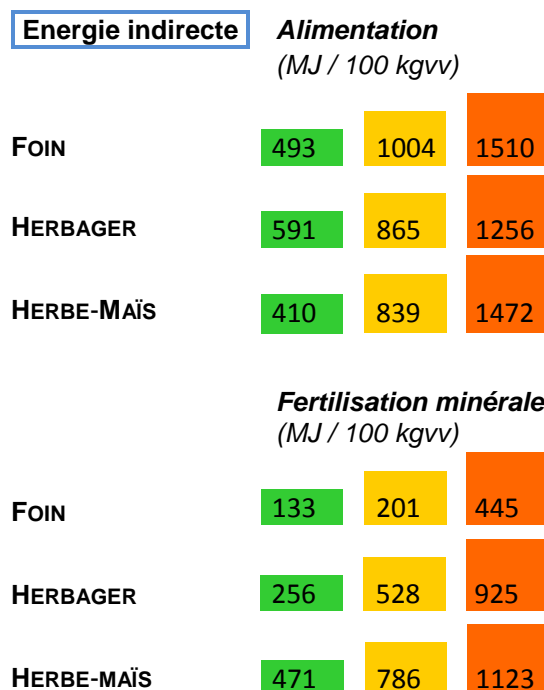 Energie indirecte Alimentation
(MJ / 100 kgvv)
FOIN 493 1004 1510
HERBAGER 591 865 1256
HERBE-MAÏS 410 839 1472
Fertilisation minérale
(MJ / 100 kgvv)
FOIN 133 201 445
HERBAGER 256 528 925
HERBE-MAÏS 471 786 1123